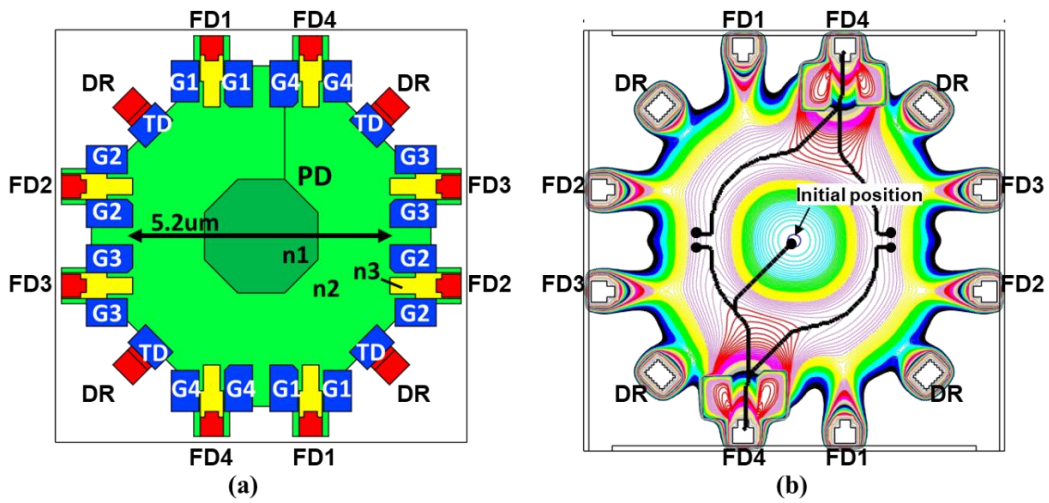 FD1 FD4
DR G1 G1 G4 G4 DR
TD TD
G2 G3
FD2 PD FD3
G2 5.2um G3
G3 n1 G2
FD3 n3 FD2
n2
G3 G2
TD TD
DR G4 G4 G1 G1 DR
FD4 FD1
(a)
FD1 FD4
DR DR
FD2 Initial position FD3
FD3 FD2
DR DR
FD4 FD1
(b)